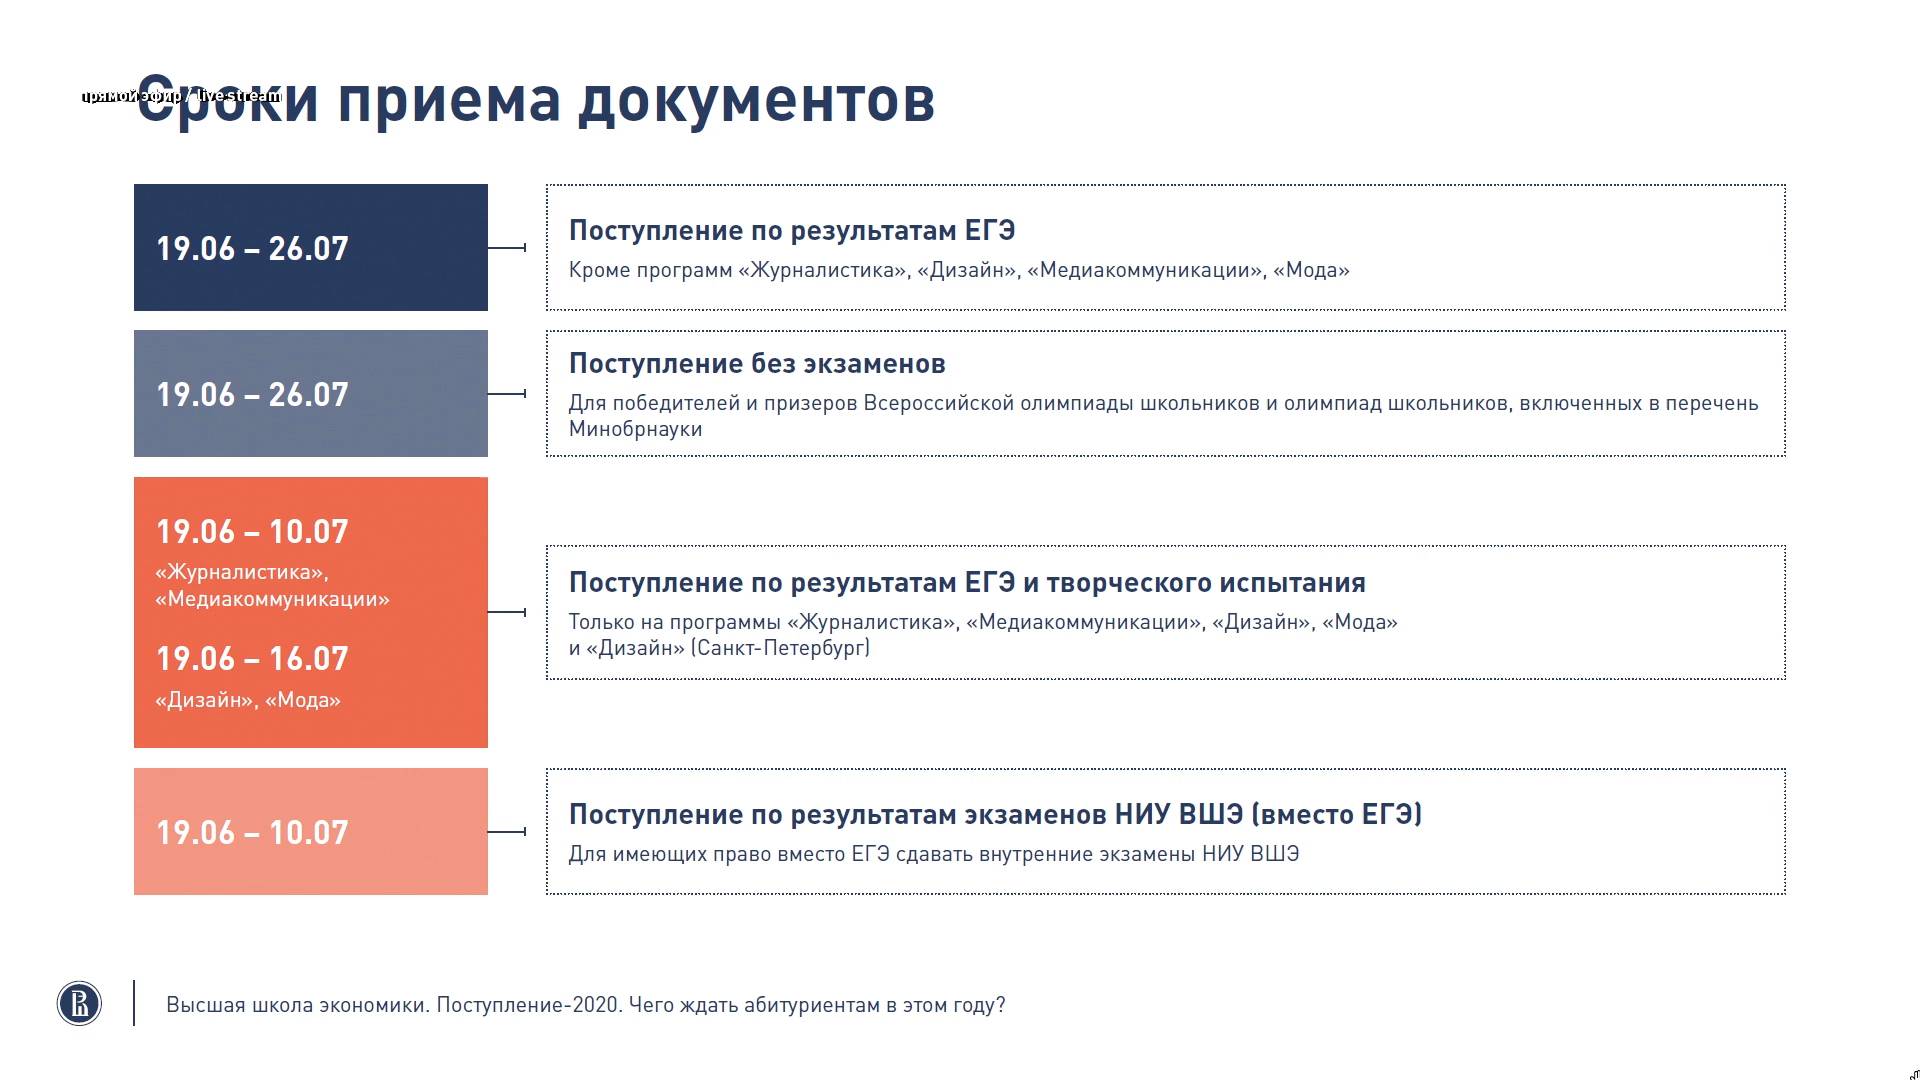 Сроки приема документов
прямой эфир / live stream
19.06 – 26.07
Поступление по результатам ЕГЭ
Кроме программ «Журналистика», «Дизайн», «Медиакоммуникации», «Мода»
19.06 – 26.07
Поступление без экзаменов
Для победителей и призеров Всероссийской олимпиады школьников и олимпиад школьников, включенных в перечень
Минобрнауки
19.06 – 10.07
«Журналистика»,
«Медиакоммуникации»
19.06 – 16.07
«Дизайн», «Мода»
Поступление по результатам ЕГЭ и творческого испытания
Только на программы «Журналистика», «Медиакоммуникации», «Дизайн», «Мода»
и «Дизайн» (Санкт-Петербург)
19.06 – 10.07
Поступление по результатам экзаменов НИУ ВШЭ (вместо ЕГЭ)
Для имеющих право вместо ЕГЭ сдавать внутренние экзамены НИУ ВШЭ
Высшая школа экономики. Поступление-2020. Чего ждать абитуриентам в этом году?